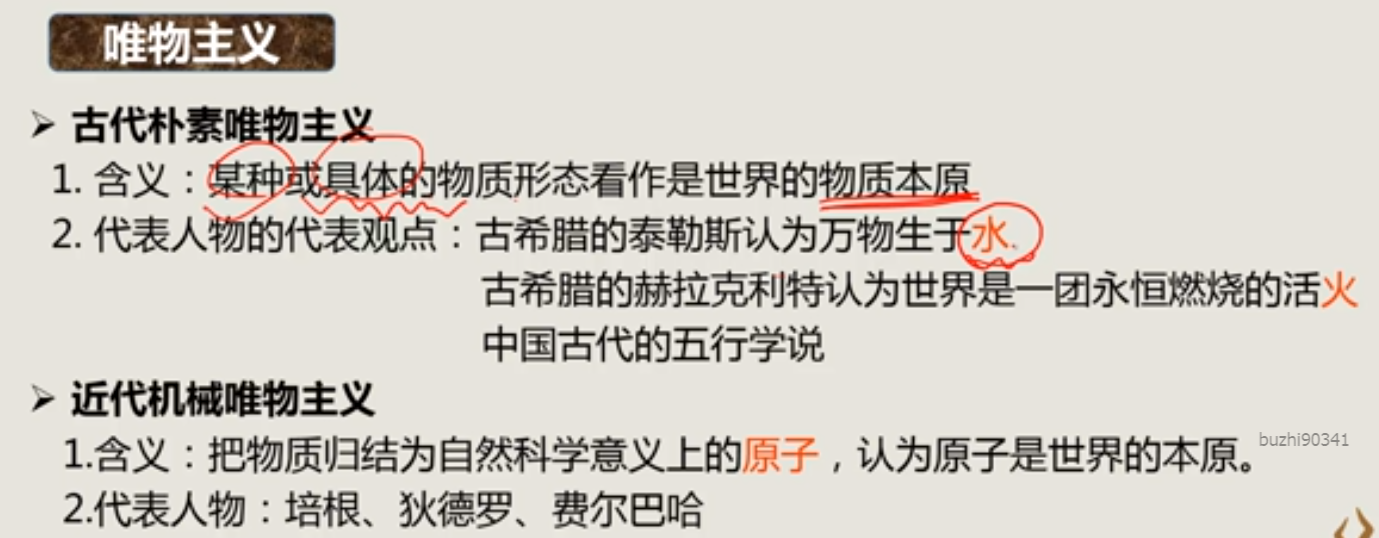 唯物主义
古代朴素唯物主义
1. 含义：某种或具体的物质形态看作是世界的物质本原
2. 代表人物的代表观点：古希腊的泰勒斯认为万物生于水
古希腊的赫拉克利特认为世界是一团永恒燃烧的活火
中国古代的五行学说
近代机械唯物主义
1.含义：把物质归结为自然科学意义上的原子，认为原子是世界的本原。
buzhi90341
2.代表人物：培根、狄德罗、费尔巴哈